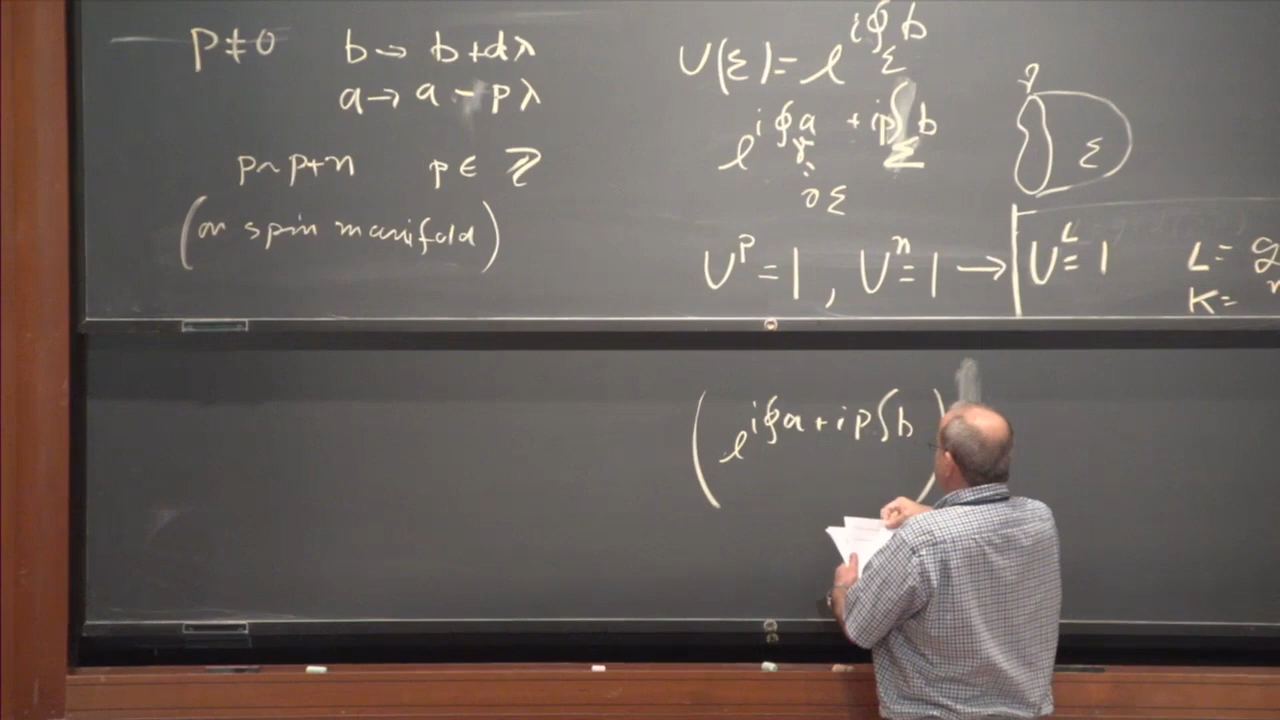 P≠0 b → b+dλ
a → a - pλ
p~p+n p ∈ ℤ
(on spin manifold)
U(Σ)= e^{i∮_Σ b}
e^{i∮_γ a + ip∫_Σ b}
∂Σ
γ
Σ
U^p = 1 , U^n = 1 → U^L = 1 L=
K=
(e^{i∮a + ip∫b})